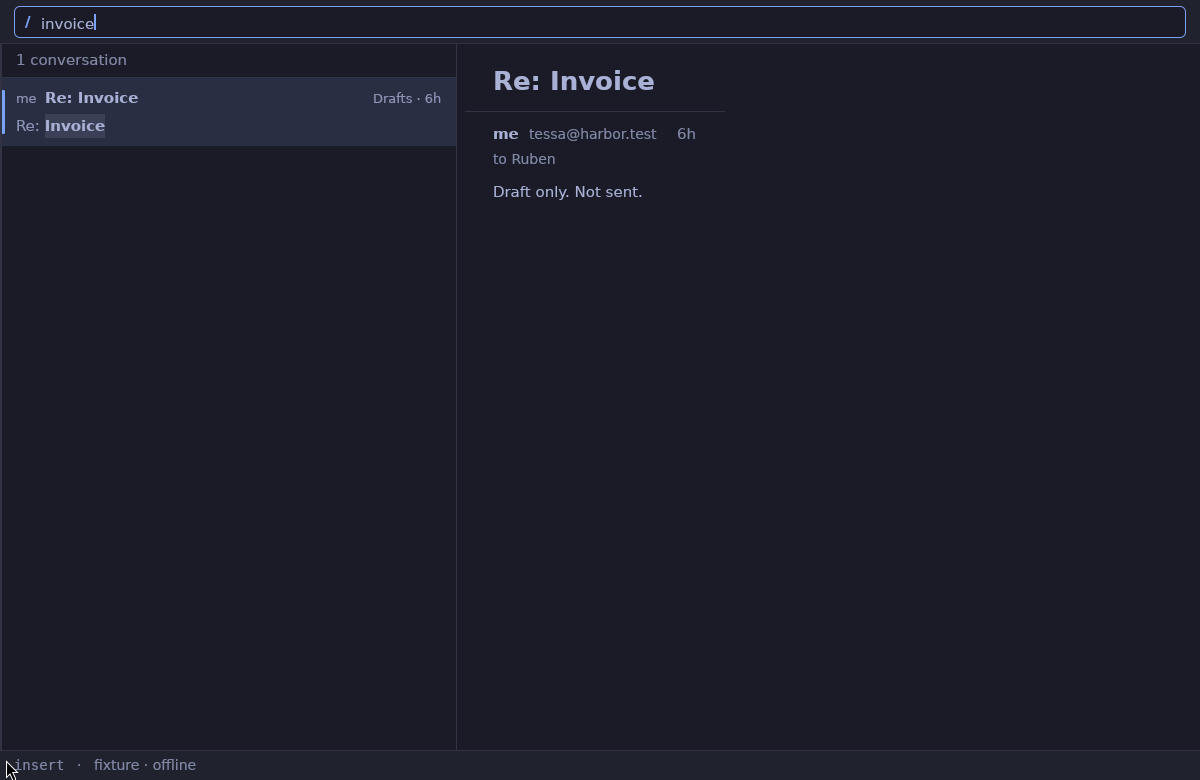 / invoice
1 conversation
me Re: Invoice Drafts · 6h
Re: Invoice
Re: Invoice
me tessa@harbor.test 6h
to Ruben
Draft only. Not sent.
insert · fixture · offline